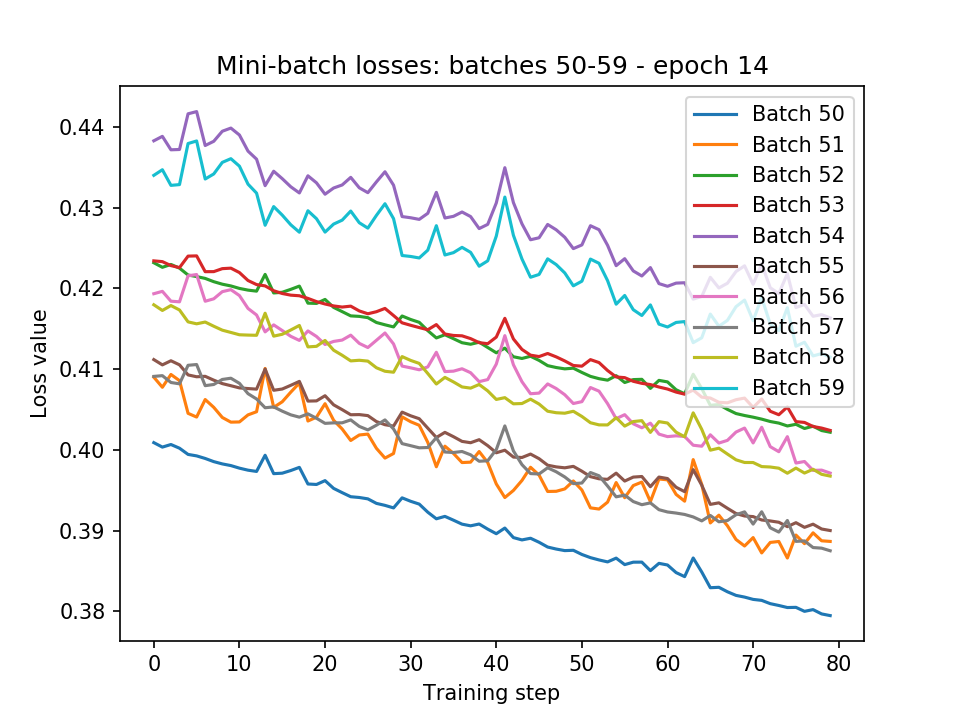 Mini-batch losses: batches 50-59 - epoch 14
Loss value
0.44
0.43
0.42
0.41
0.40
0.39
0.38
Batch 50
Batch 51
Batch 52
Batch 53
Batch 54
Batch 55
Batch 56
Batch 57
Batch 58
Batch 59
0 10 20 30 40 50 60 70 80
Training step